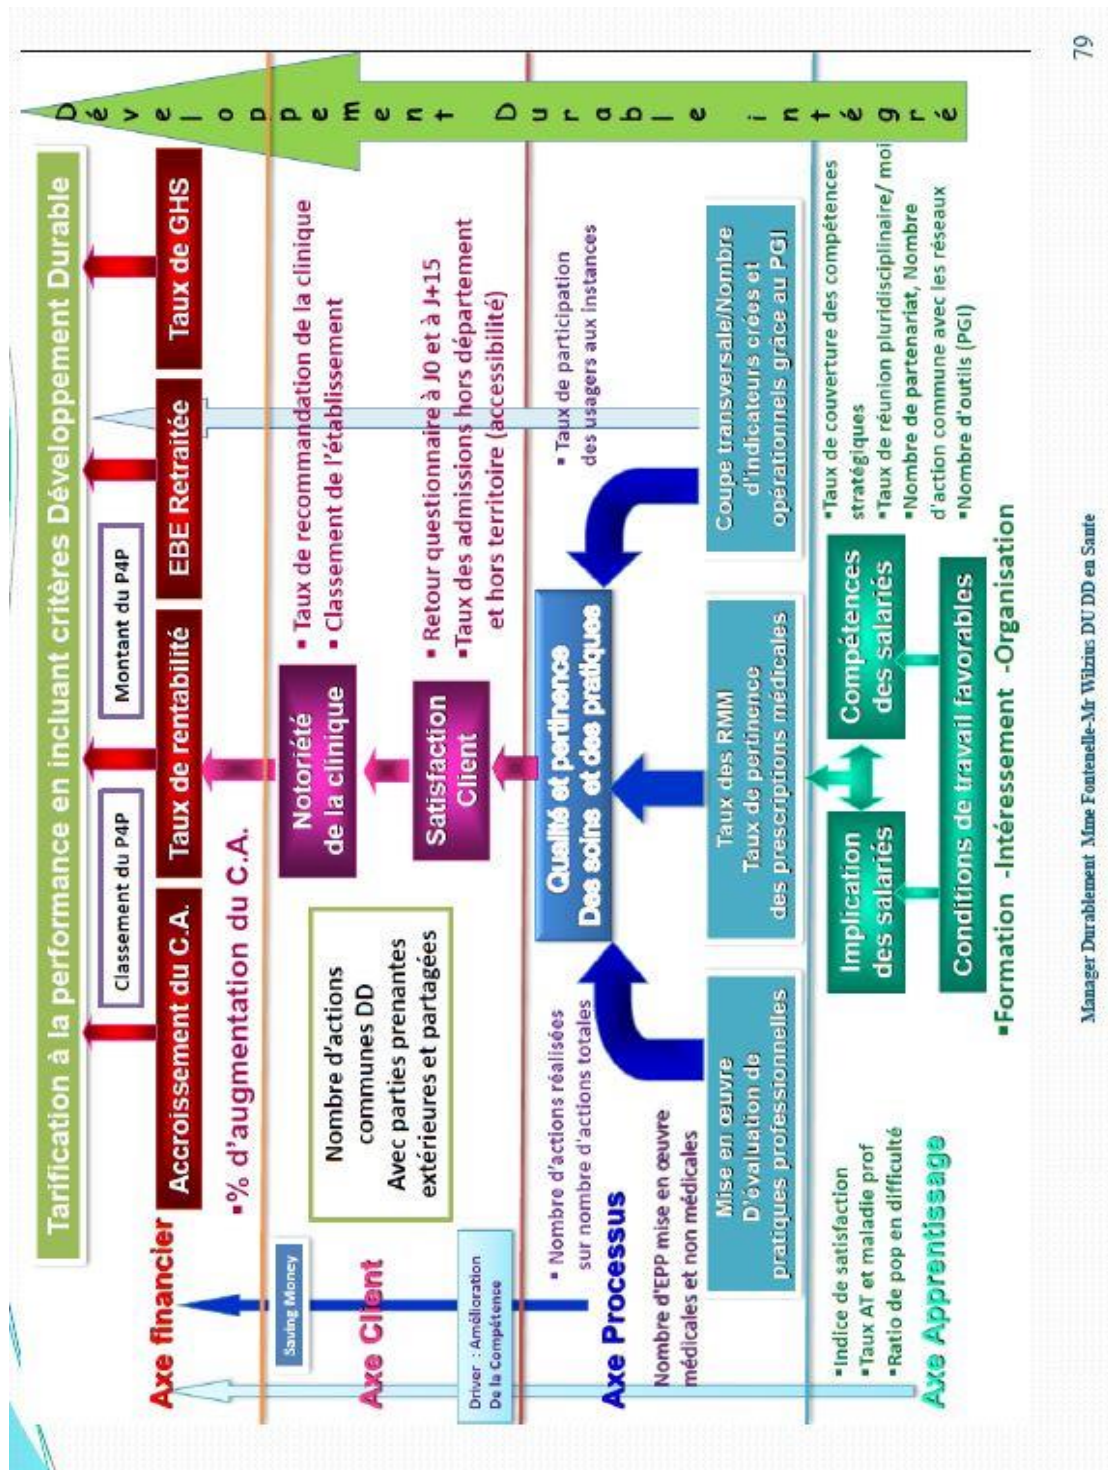 Tarification à la performance en incluant critères Développement Durable
Classement du P4P
Montant du P4P
Axe financier
Accroissement du C.A.
Taux de rentabilité
EBE Retraitée
Taux de GHS
▪% d'augmentation du C.A.
Saving Money
Nombre d'actions
communes DD
Avec parties prenantes
extérieures et partagés
Notoriété
de la clinique
▪ Taux de recommandation de la clinique
▪ Classement de l'établissement
Axe Client
Satisfaction
Client
▪ Retour questionnaire à J0 et à J+15
▪Taux des admissions hors département
et hors territoire (accessibilité)
Driver : Amélioration
De la Compétence
▪ Nombre d'actions réalisées
sur nombre d'actions totales
Qualité et pertinence
Des soins et des pratiques
▪ Taux de participation
des usagers aux instances
Axe Processus
Nombre d'EPP mise en œuvre
médicales et non médicales
Mise en œuvre
D'évaluation de
pratiques professionnelles
Taux des RMM
Taux de pertinence
des prescriptions médicales
Coupe transversale/Nombre
d'indicateurs crées et
opérationnels grâce au PGI
▪Indice de satisfaction
▪Taux AT et maladie prof
▪Ratio de pop en difficulté
Implication
des salariés
Compétences
des salariés
▪Taux de couverture des compétences
stratégiques
▪Taux de réunion pluridisciplinaire/ moi
▪Nombre de partenariat, Nombre
d'action commune avec les réseaux
▪Nombre d'outils (PGI)
Axe Apprentissage
Conditions de travail favorables
▪Formation -Intéressement -Organisation
Développement Durable intégré
Manager Durablement Mme Fontenelle-Mr Wilzius DU DD en Sante
79